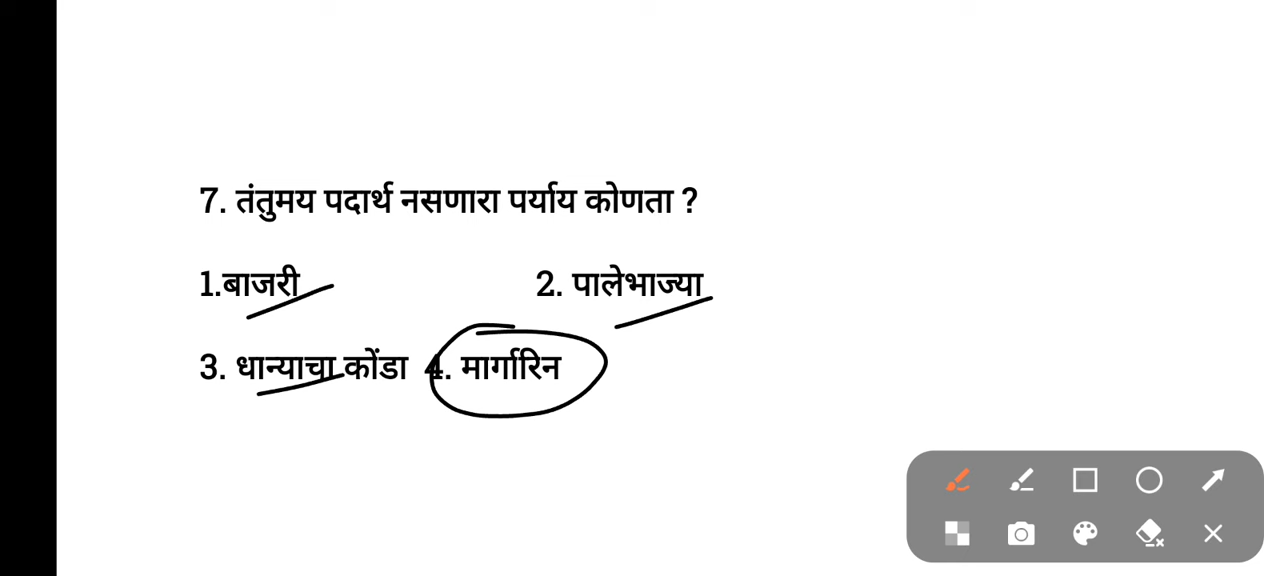 7. तंतुमय पदार्थ नसणारा पर्याय कोणता ?
1.बाजरी 2. पालेभाज्या
3. धान्याचा कोंडा 4. मार्गारिन